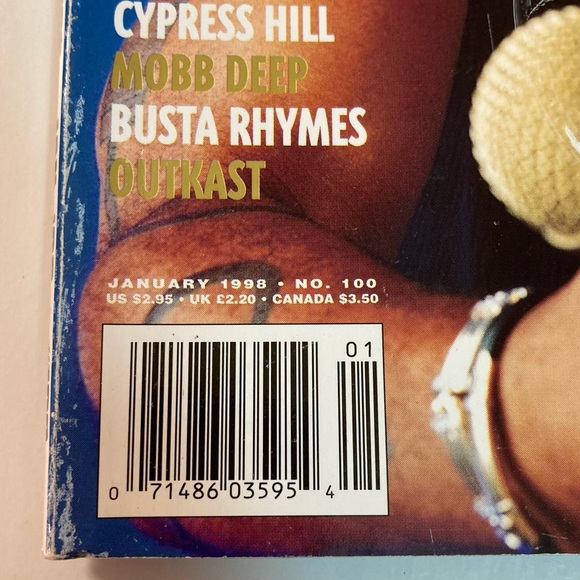 CYPRESS HILL
MOBB DEEP
BUSTA RHYMES
OUTKAST
JANUARY 1998 • NO. 100
US $2.95 • UK £2.20 • CANADA $3.50
01
0 71486 03595 4